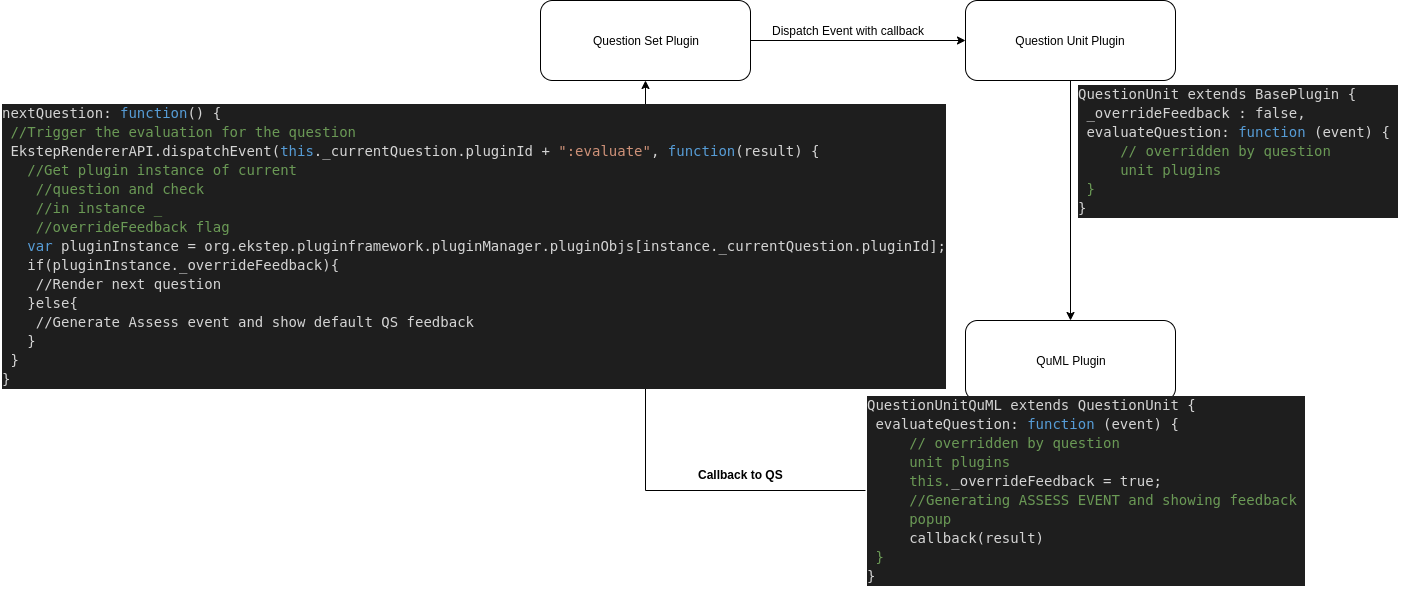 Question Set Plugin
Dispatch Event with callback
Question Unit Plugin
nextQuestion: function() {
//Trigger the evaluation for the question
EkstepRendererAPI.dispatchEvent(this._currentQuestion.pluginId + ":evaluate", function(result) {
//Get plugin instance of current
//question and check
//in instance _
//overrideFeedback flag
var pluginInstance = org.ekstep.pluginframework.pluginManager.pluginObjs[instance._currentQuestion.pluginId];
if(pluginInstance._overrideFeedback){
//Render next question
}else{
//Generate Assess event and show default QS feedback
}
}
}
QuestionUnit extends BasePlugin {
_overrideFeedback : false,
evaluateQuestion: function (event) {
// overridden by question
unit plugins
}
}
QuML Plugin
QuestionUnitQuML extends QuestionUnit {
evaluateQuestion: function (event) {
// overridden by question
unit plugins
this._overrideFeedback = true;
//Generating ASSESS EVENT and showing feedback
popup
callback(result)
}
}
Callback to QS